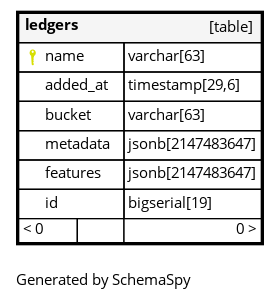 ledgers [table]
name varchar[63]
added_at timestamp[29,6]
bucket varchar[63]
metadata jsonb[2147483647]
features jsonb[2147483647]
id bigserial[19]
< 0 0 >
Generated by SchemaSpy